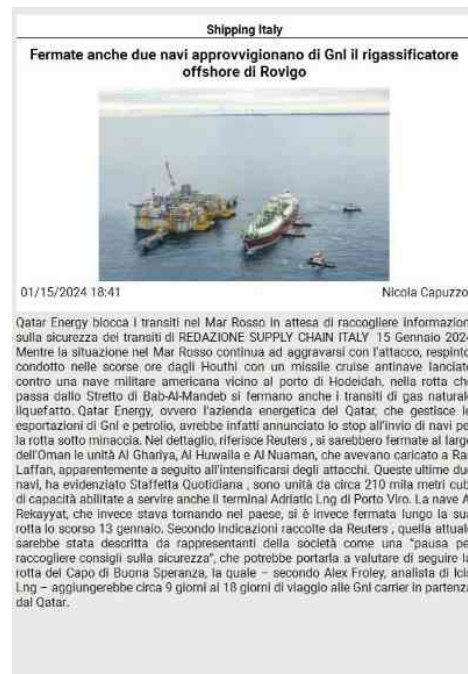 Shipping Italy
Fermate anche due navi approvvigionano di Gnl il rigassificatore
offshore di Rovigo
01/15/2024 18:41
Nicola Capuzzo
Qatar Energy blocca i transiti nel Mar Rosso in attesa di raccogliere informazion
sulla sicurezza dei transiti di REDAZIONE SUPPLY CHAIN ITALY 15 Gennaio 2024
Mentre la situazione nel Mar Rosso continua ad aggravarsi con l'attacco, respinto
condotto nelle scorse ore dagli Houthi con un missile cruise antinave lanciato
contro una nave militare americana vicino al porto di Hodeidah, nella rotta che
passa dallo Stretto di Bab-Al-Mandeb si fermano anche i transiti di gas natural
liquefatto. Qatar Energy, ovvero l'azienda energetica del Qatar, che gestisce le
esportazioni di Gnl e petrolio, avrebbe infatti annunciato lo stop all'invio di navi pe
la rotta sotto minaccia. Nel dettaglio, riferisce Reuters , si sarebbero fermate al larg
dell'Oman le unità Al Ghariya, Al Huwaila e Al Nuaman, che avevano caricato a Ra
Laffan, apparentemente a seguito all'intensificarsi degli attacchi. Queste ultime du
navi, ha evidenziato Staffetta Quotidiana , sono unità da circa 210 mila metri cub
di capacità abilitate a servire anche il terminal Adriatic Lng di Porto Viro. La nave A
Rekayyat, che invece stava tornando nel paese, si è invece fermata lungo la sua
rotta lo scorso 13 gennaio. Secondo indicazioni raccolte da Reuters , quella attual
sarebbe stata descritta da rappresentanti della società come una "pausa pe
raccogliere consigli sulla sicurezza", che potrebbe portarla a valutare di seguire la
rotta del Capo di Buona Speranza, la quale – secondo Alex Froley, analista di Ici
Lng – aggiungerebbe circa 9 giorni ai 18 giorni di viaggio alle Gnl carrier in partenza
dal Qatar.